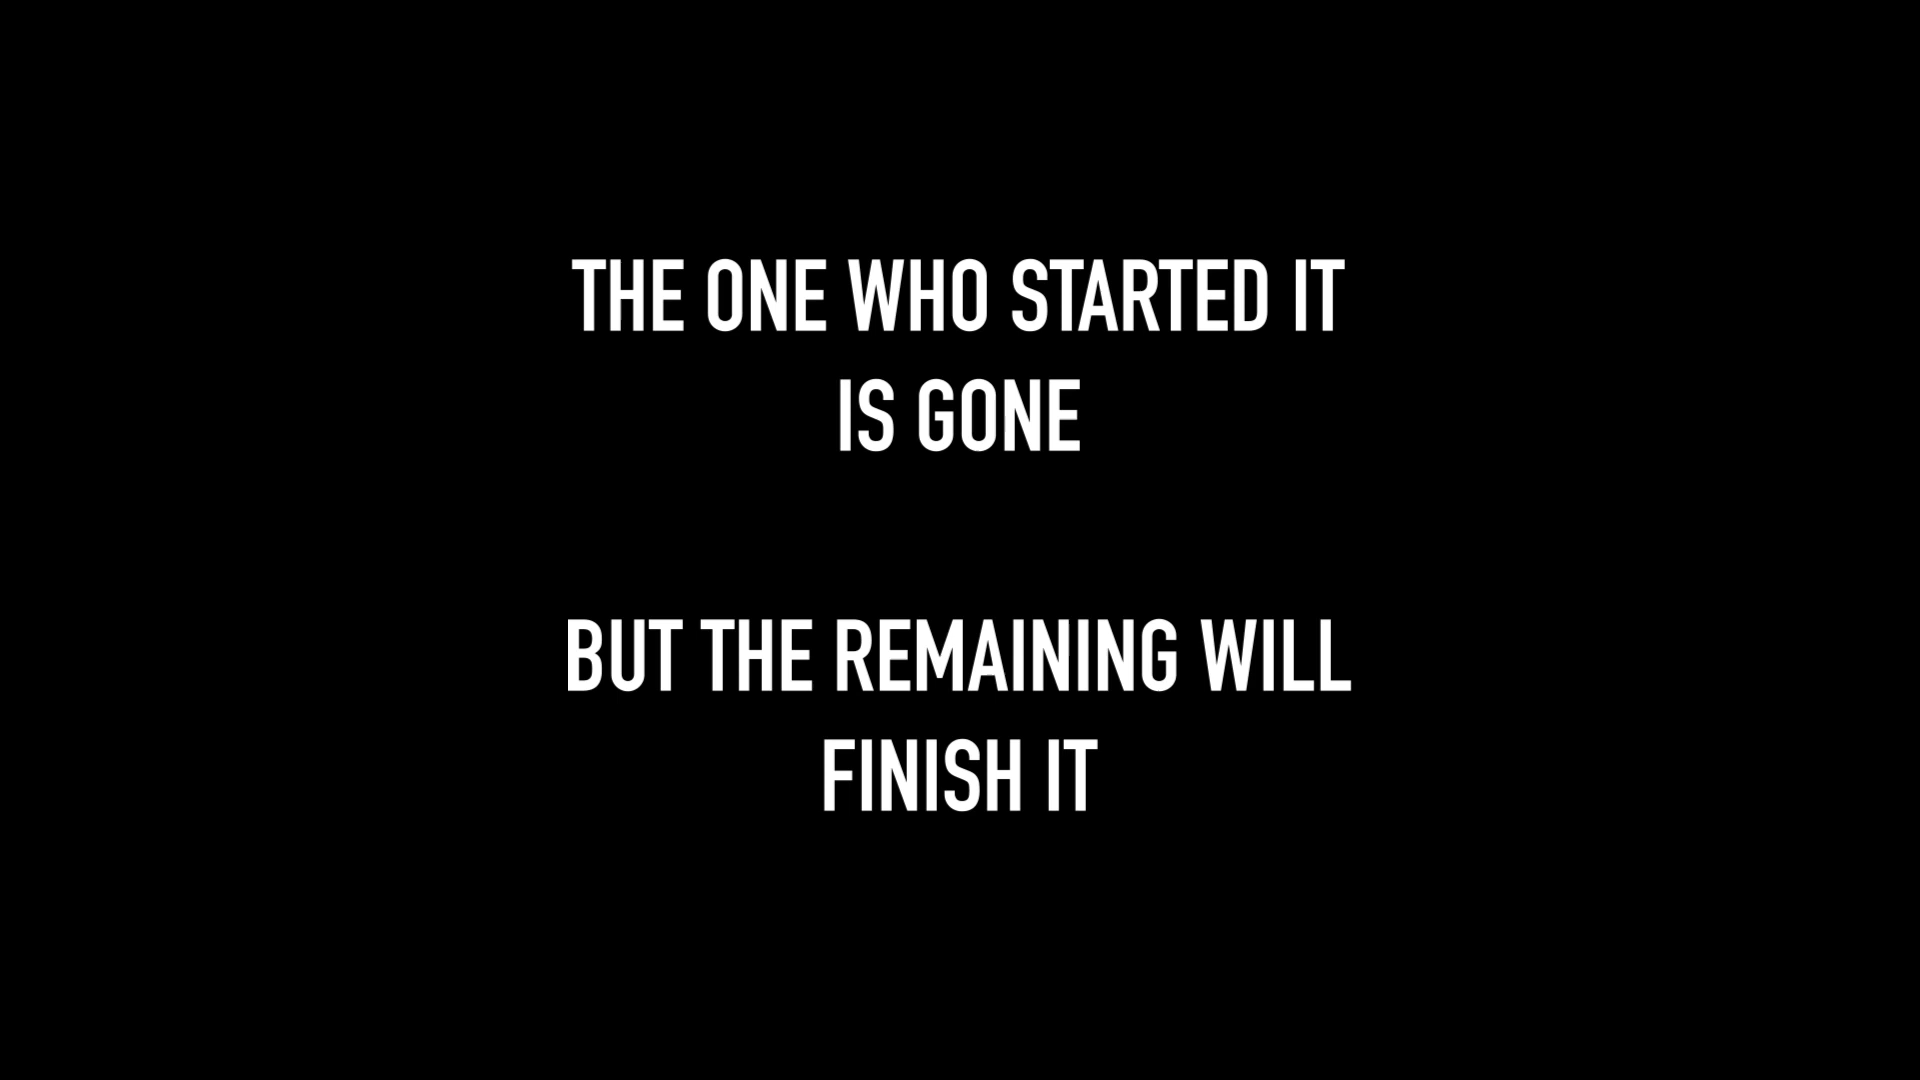 THE ONE WHO STARTED IT
IS GONE
BUT THE REMAINING WILL
FINISH IT